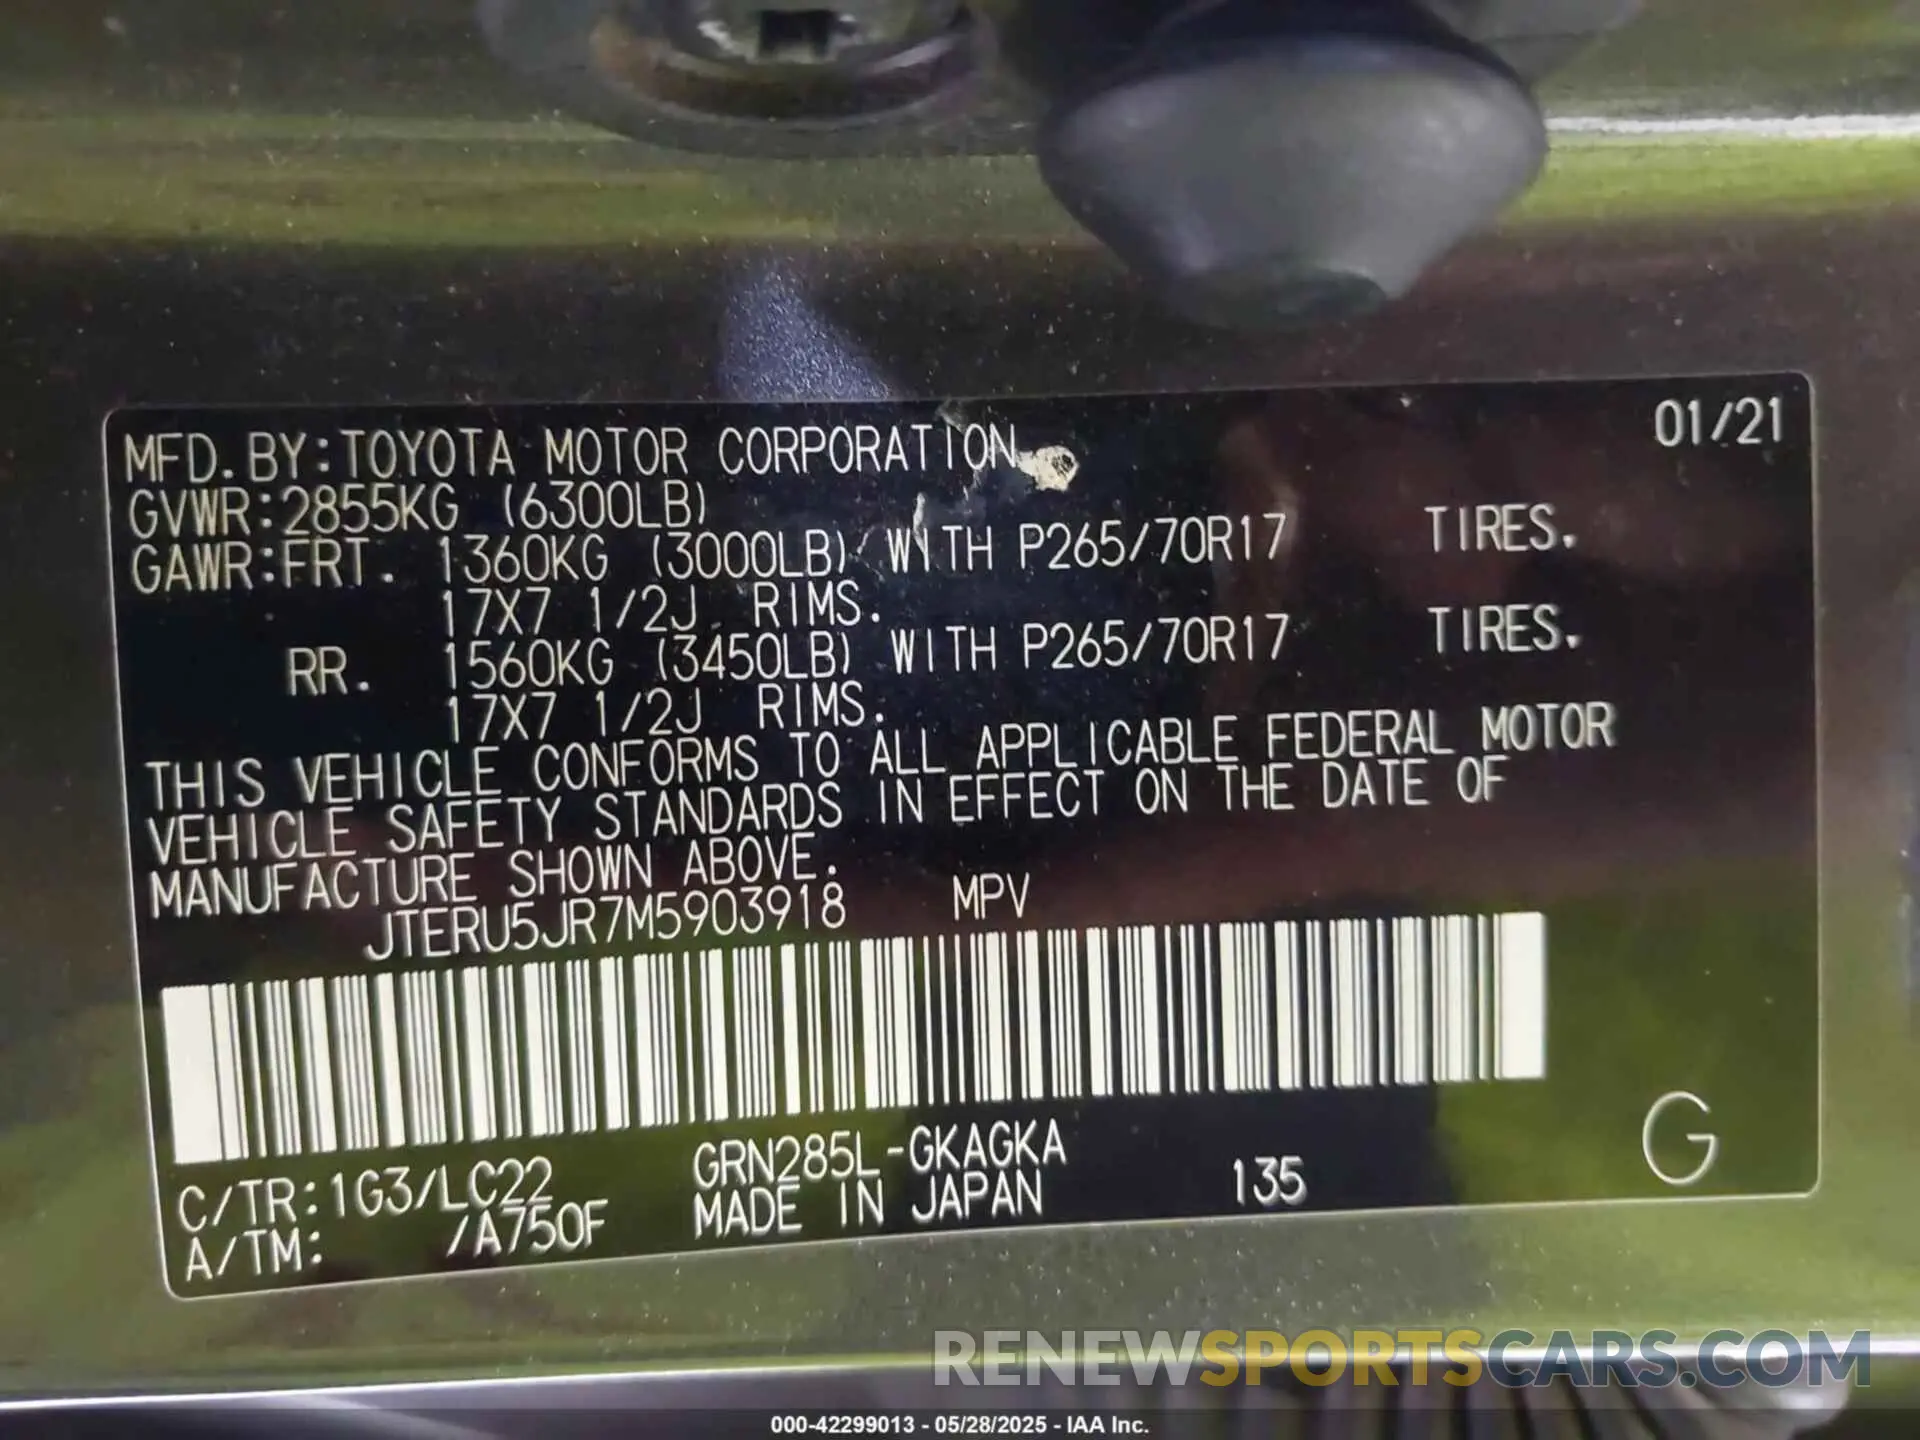 01/21
MFD.BY:TOYOTA MOTOR CORPORATION
GVWR:2855KG (6300LB)
GAWR:FRT. 1360KG (3000LB) WITH P265/70R17 TIRES.
17X7 1/2J RIMS.
RR. 1560KG (3450LB) WITH P265/70R17 TIRES.
17X7 1/2J RIMS.
THIS VEHICLE CONFORMS TO ALL APPLICABLE FEDERAL MOTOR
VEHICLE SAFETY STANDARDS IN EFFECT ON THE DATE OF
MANUFACTURE SHOWN ABOVE.
JTERU5JR7M5903918 MPV
C/TR:1G3/LC22 GRN285L-GKAGKA
A/TM: /A750F MADE IN JAPAN 135 G
RENEWSPORTSCARS.COM
000-42299013 - 05/28/2025 - IAA Inc.